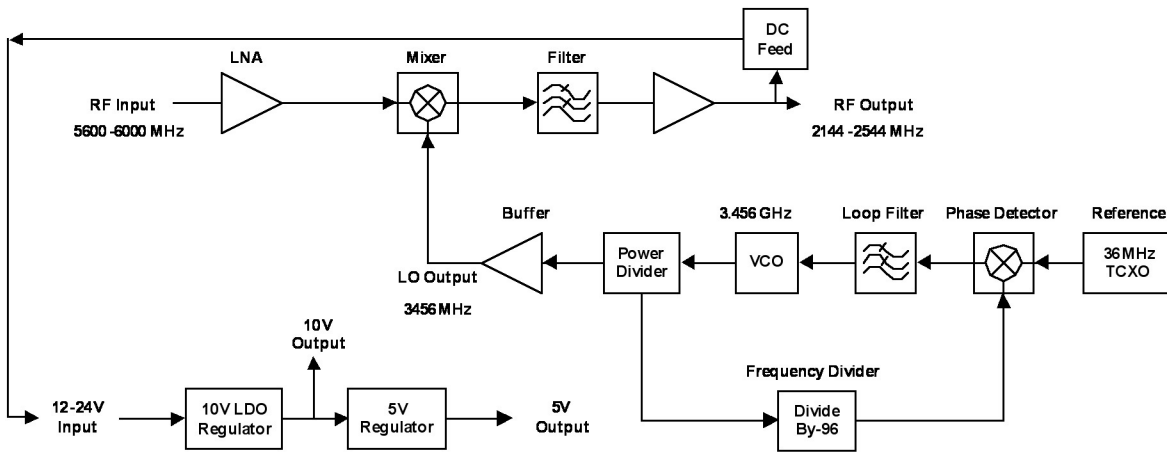 DC
Feed
LNA
Mixer
Filter
RF Input
5600 -6000 MHz
RF Output
2144 -2544 MHz
Buffer
3.456 GHz
Loop Filter
Phase Detector
Reference
Power
Divider
VCO
36 MHz
TCXO
LO Output
3456 MHz
10V
Output
Frequency Divider
12-24V
Input
10V LDO
Regulator
5V
Regulator
5V
Output
Divide
By-96